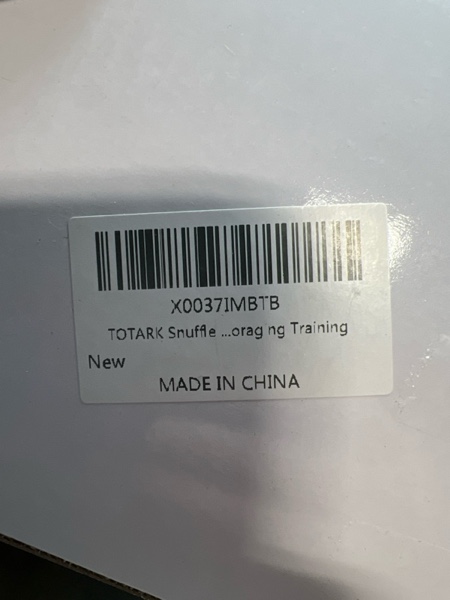 X0037IMBTB
TOTARK Snuffle ...orag ng Training
New
MADE IN CHINA